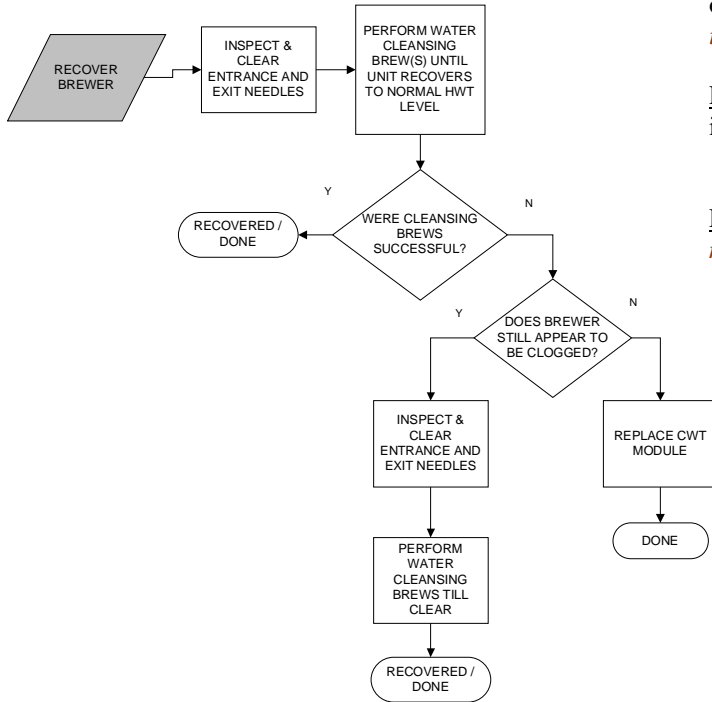 RECOVER
BREWER
INSPECT &
CLEAR
ENTRANCE AND
EXIT NEEDLES
PERFORM WATER
CLEANSING
BREW(S) UNTIL
UNIT RECOVERS
TO NORMAL HWT
LEVEL
Y
N
RECOVERED /
DONE
WERE CLEANSING
BREWS
SUCCESSFUL?
Y
N
DOES BREWER
STILL APPEAR TO
BE CLOGGED?
INSPECT &
CLEAR
ENTRANCE AND
EXIT NEEDLES
REPLACE CWT
MODULE
PERFORM
WATER
CLEANSING
BREWS TILL
CLEAR
DONE
RECOVERED /
DONE